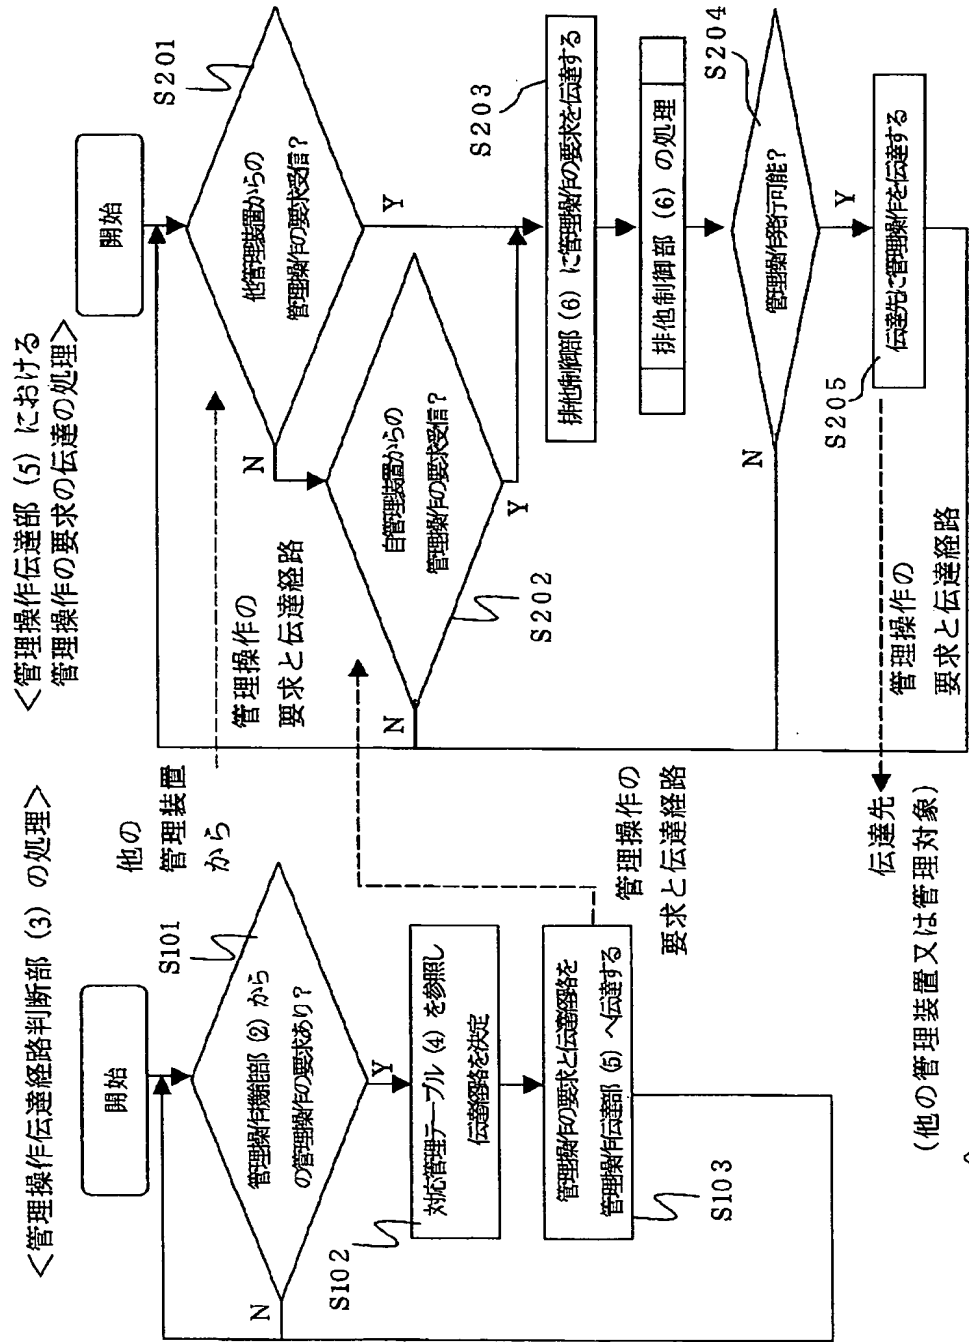 <管理操作伝達経路判断部 (3) の処理>
開始
S101
管理操作機能部 (2) から
の管理操作の要求あり?
N
Y
S102
対応管理テーブル (4) を参照し
伝達経路を決定
管理操作の要求と伝達経路を
管理操作伝達部 (5) へ伝達する
S103
管理操作の
要求と伝達経路
<管理操作伝達部 (5) における
管理操作の要求の伝達の処理>
開始
S201
他管理装置からの
管理操作の要求受信?
N
Y
他の
管理装置
から
管理操作の
要求と伝達経路
自管理装置からの
管理操作の要求受信?
S202
N
Y
S203
排他制御部 (6) に管理操作の要求を伝達する
排他制御部 (6) の処理
S204
管理操作発行可能?
N
Y
S205
伝達先に管理操作を伝達する
管理操作の
要求と伝達経路
伝達先
(他の管理装置又は管理対象)